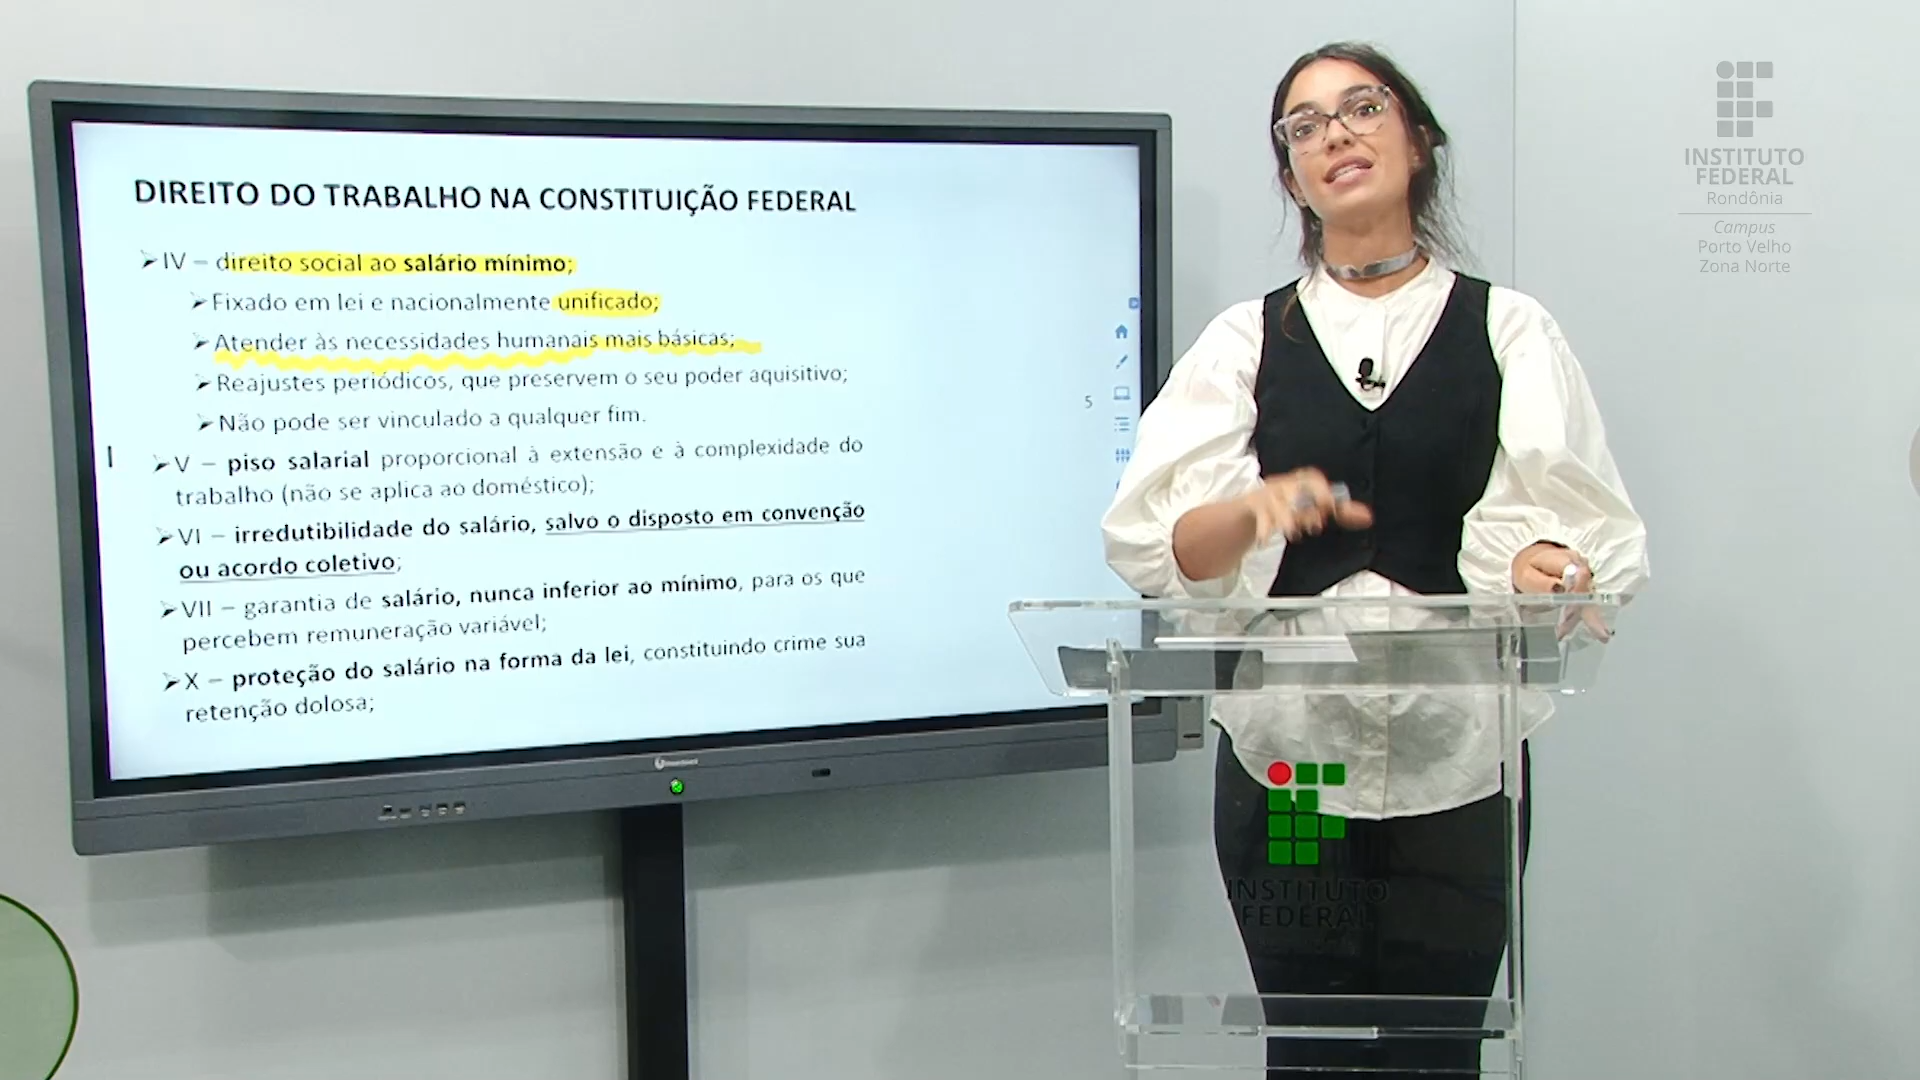 DIREITO DO TRABALHO NA CONSTITUIÇÃO FEDERAL
➢IV – direito social ao salário mínimo;
➢Fixado em lei e nacionalmente unificado;
➢Atender às necessidades humanais mais básicas;
➢Reajustes periódicos, que preservem o seu poder aquisitivo;
➢Não pode ser vinculado a qualquer fim.
➢V – piso salarial proporcional à extensão e à complexidade do
trabalho (não se aplica ao doméstico);
➢VI – irredutibilidade do salário, salvo o disposto em convenção
ou acordo coletivo;
➢VII – garantia de salário, nunca inferior ao mínimo, para os que
percebem remuneração variável;
➢X – proteção do salário na forma da lei, constituindo crime sua
retenção dolosa;
5
INSTITUTO
FEDERAL
Rondônia
Campus
Porto Velho
Zona Norte
INSTITUTO
FEDERAL